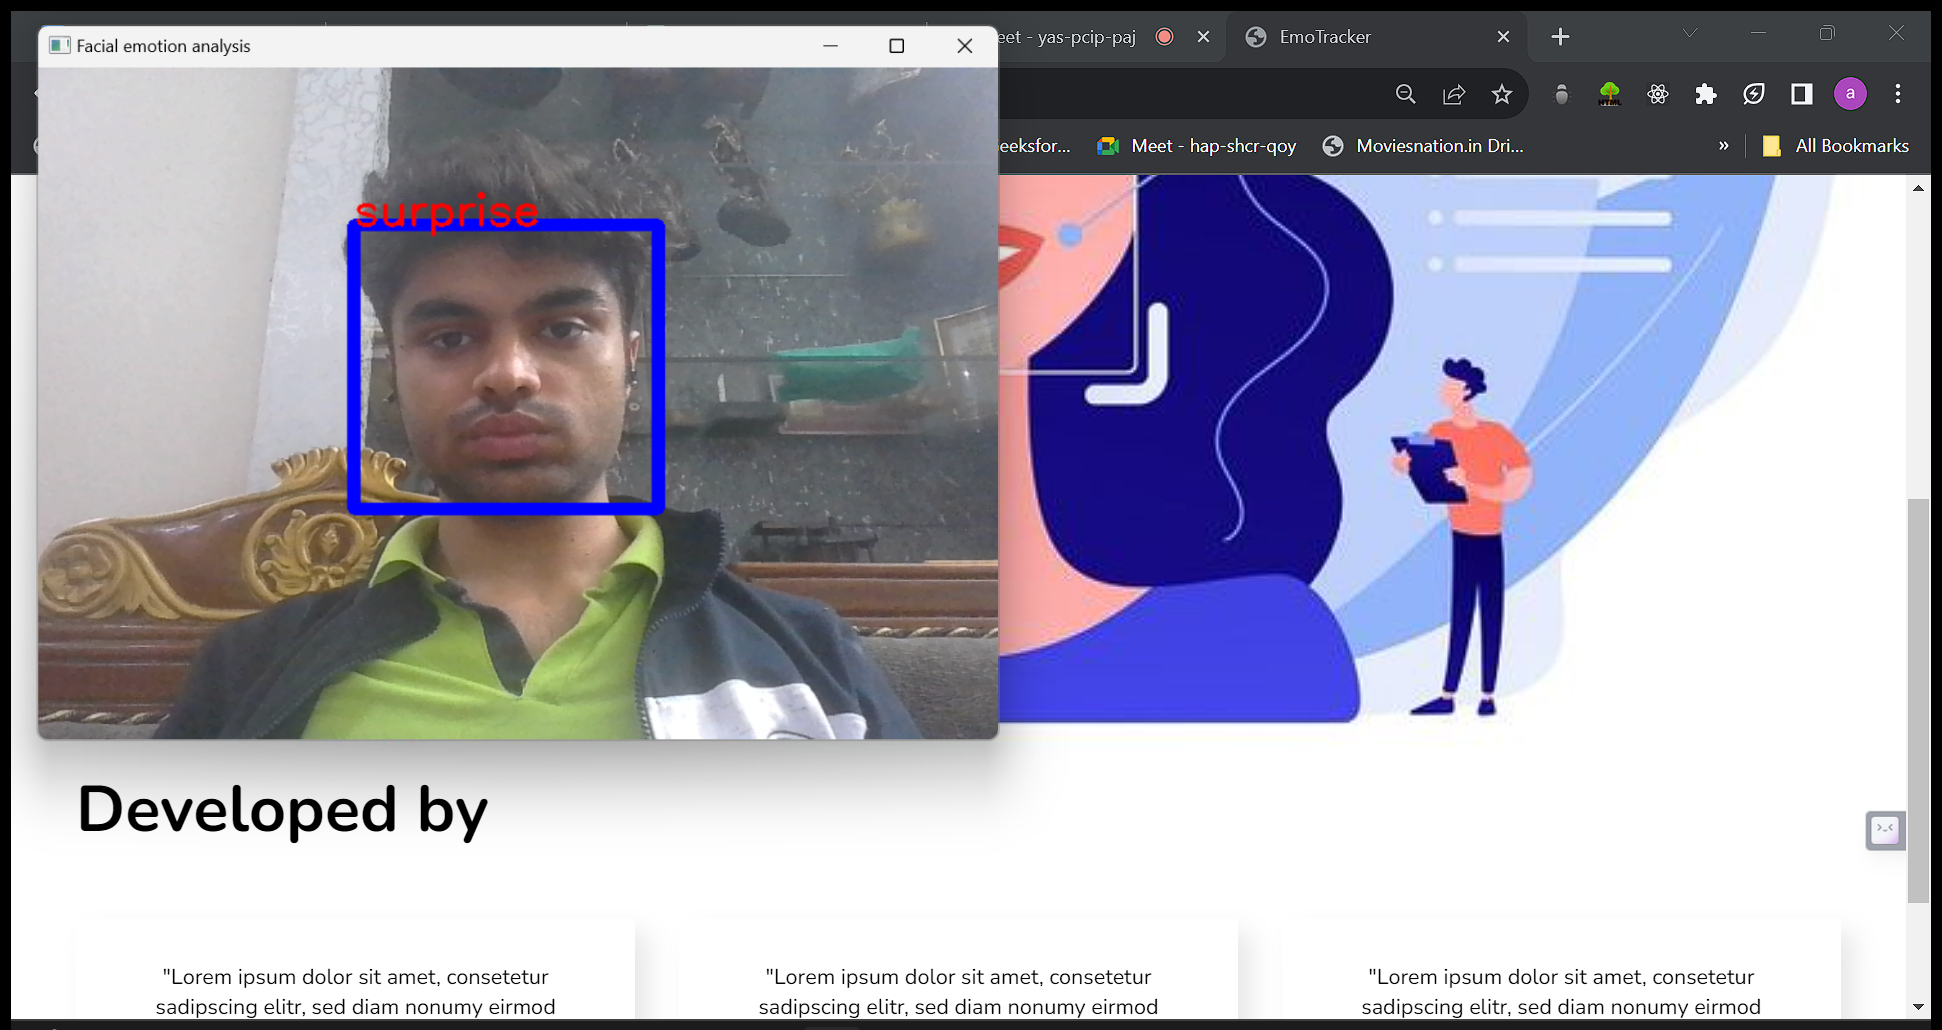 Facial emotion analysis
eet - yas-pcip-paj
EmoTracker
a
eeksfor...
Meet - hap-shcr-qoy
Moviesnation.in Dri...
»
All Bookmarks
surprise
Developed by
"Lorem ipsum dolor sit amet, consetetur
sadipscing elitr, sed diam nonumy eirmod
"Lorem ipsum dolor sit amet, consetetur
sadipscing elitr, sed diam nonumy eirmod
"Lorem ipsum dolor sit amet, consetetur
sadipscing elitr, sed diam nonumy eirmod